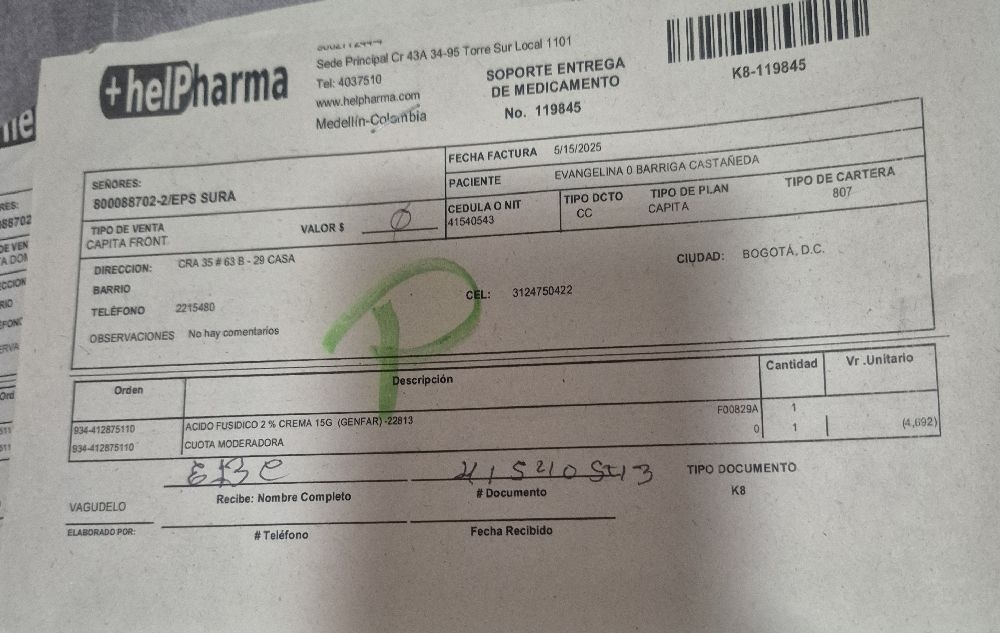 +helPharma
Sede Principal Cr 43A 34-95 Torre Sur Local 1101
Tel: 4037510
www.helpharma.com
Medellín-Colombia
SOPORTE ENTREGA
DE MEDICAMENTO
No. 119845
K8-119845
SEÑORES:
800088702-2/EPS SURA
FECHA FACTURA 5/15/2025
PACIENTE EVANGELINA 0 BARRIGA CASTAÑEDA
TIPO DE VENTA
CAPITA FRONT
VALOR $ 0
CEDULA O NIT
41540543
TIPO DCTO
CC
TIPO DE PLAN
CAPITA
TIPO DE CARTERA
807
DIRECCION: CRA 35 # 63 B - 29 CASA
CIUDAD: BOGOTÁ, D.C.
BARRIO
TELÉFONO 2215480
CEL: 3124750422
OBSERVACIONES No hay comentarios
P
Orden Descripción Cantidad Vr .Unitario
934-412875110 ACIDO FUSIDICO 2 % CREMA 15G (GENFAR) -22813 F00829A 1
934-412875110 CUOTA MODERADORA 0 1 (4,692)
EBC
Recibe: Nombre Completo
# Documento
TIPO DOCUMENTO
K8
VAGUDELO
ELABORADO POR:
# Teléfono
Fecha Recibido